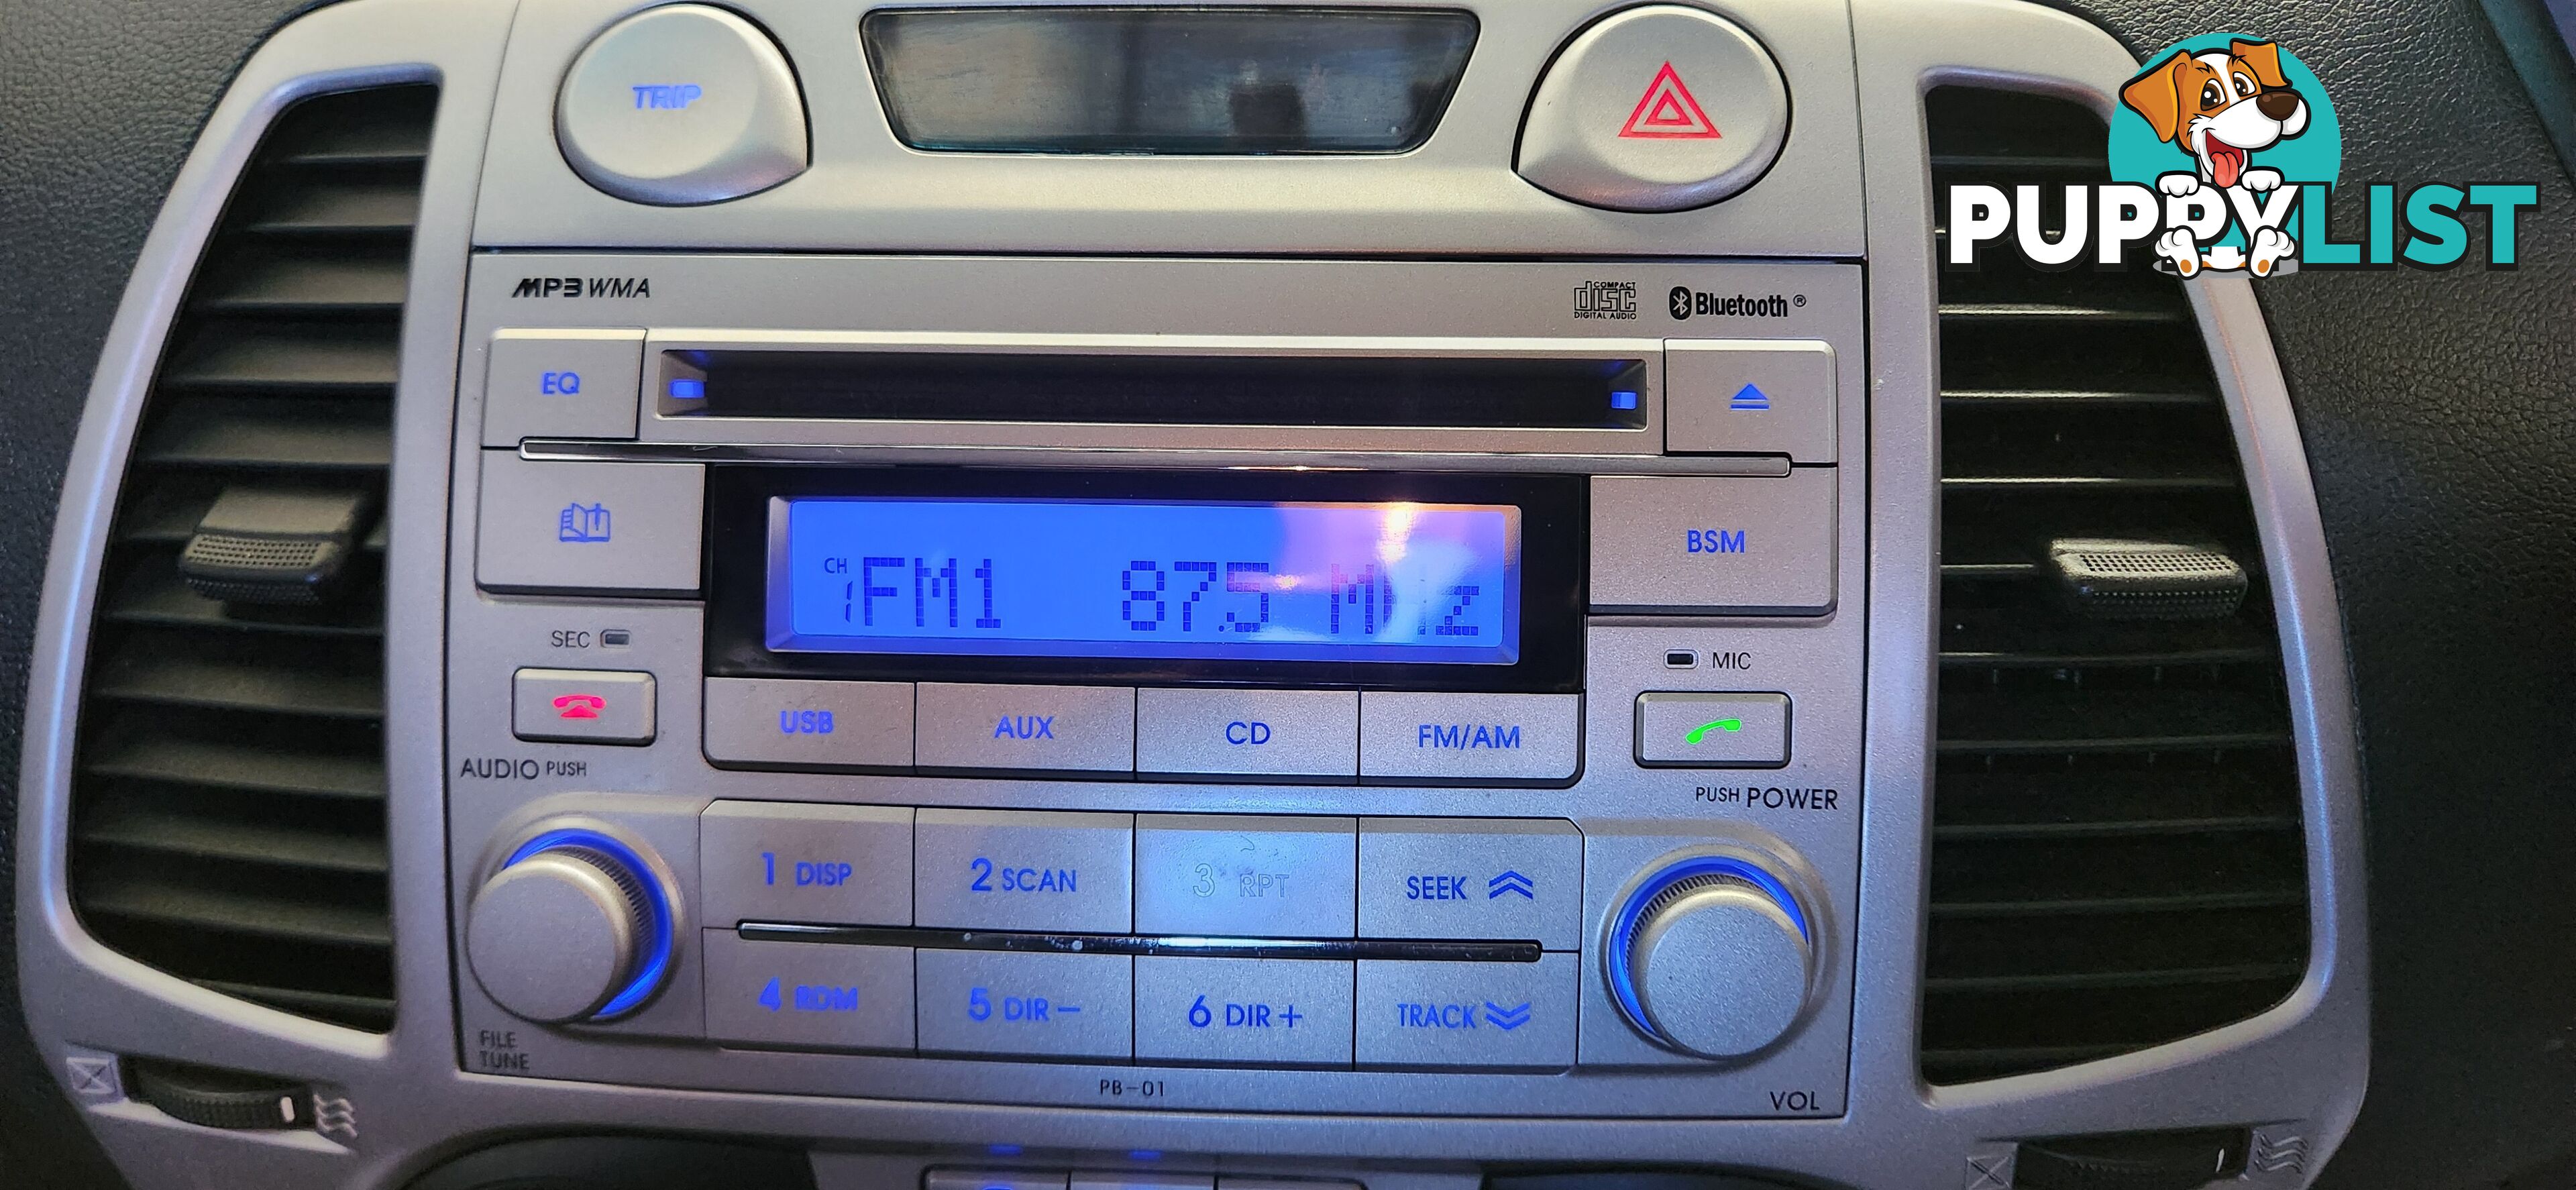 TRIP
PUPPYLIST
MP3 WMA
COMPACT
disc
DIGITAL AUDIO
Bluetooth®
EQ
BSM
CH
1 FM1 87.5 MHz
SEC
MIC
USB AUX CD FM/AM
AUDIO PUSH
PUSH POWER
1 DISP 2 SCAN 3 RPT SEEK
4 RDM 5 DIR − 6 DIR + TRACK
FILE
TUNE
PB-01
VOL